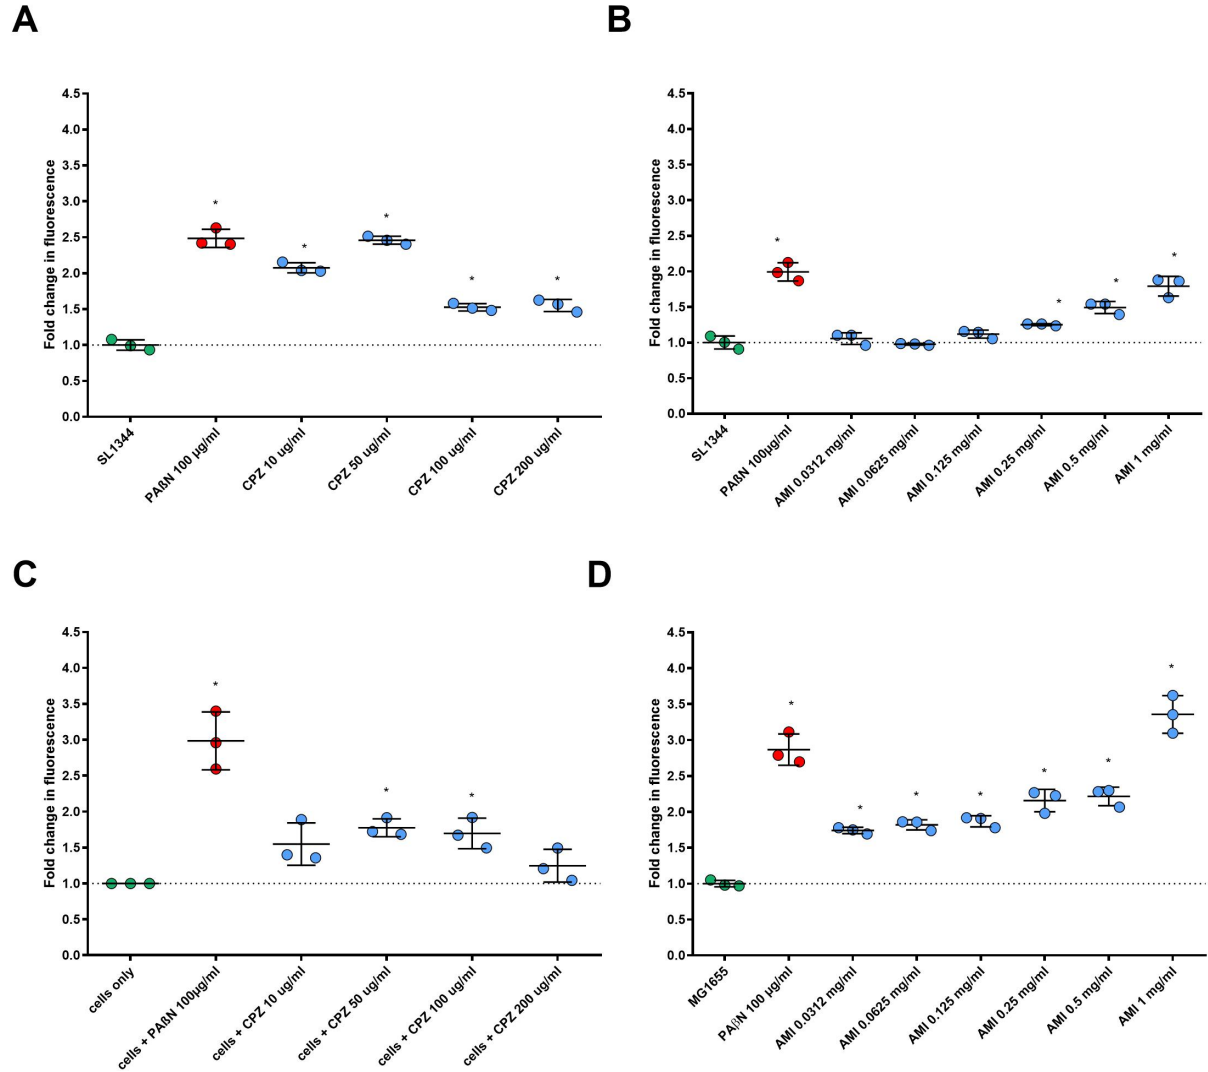 A
Fold change in fluorescence
4.5
4.0
3.5
3.0
2.5
2.0
1.5
1.0
0.5
0.0
*
*
*
*
*
SL1344
PAßN 100 µg/ml
CPZ 10 ug/ml
CPZ 50 ug/ml
CPZ 100 ug/ml
CPZ 200 ug/ml
B
Fold change in fluorescence
4.5
4.0
3.5
3.0
2.5
2.0
1.5
1.0
0.5
0.0
*
*
*
*
SL1344
PAßN 100µg/ml
AMI 0.0312 mg/ml
AMI 0.0625 mg/ml
AMI 0.125 mg/ml
AMI 0.25 mg/ml
AMI 0.5 mg/ml
AMI 1 mg/ml
C
Fold change in fluorescence
4.5
4.0
3.5
3.0
2.5
2.0
1.5
1.0
0.5
0.0
*
*
*
cells only
cells + PAßN 100µg/ml
cells + CPZ 10 ug/ml
cells + CPZ 50 ug/ml
cells + CPZ 100 ug/ml
cells + CPZ 200 ug/ml
D
Fold change in fluorescence
4.5
4.0
3.5
3.0
2.5
2.0
1.5
1.0
0.5
0.0
*
*
*
*
*
*
*
MG1655
PAβN 100 µg/ml
AMI 0.0312 mg/ml
AMI 0.0625 mg/ml
AMI 0.125 mg/ml
AMI 0.25 mg/ml
AMI 0.5 mg/ml
AMI 1 mg/ml